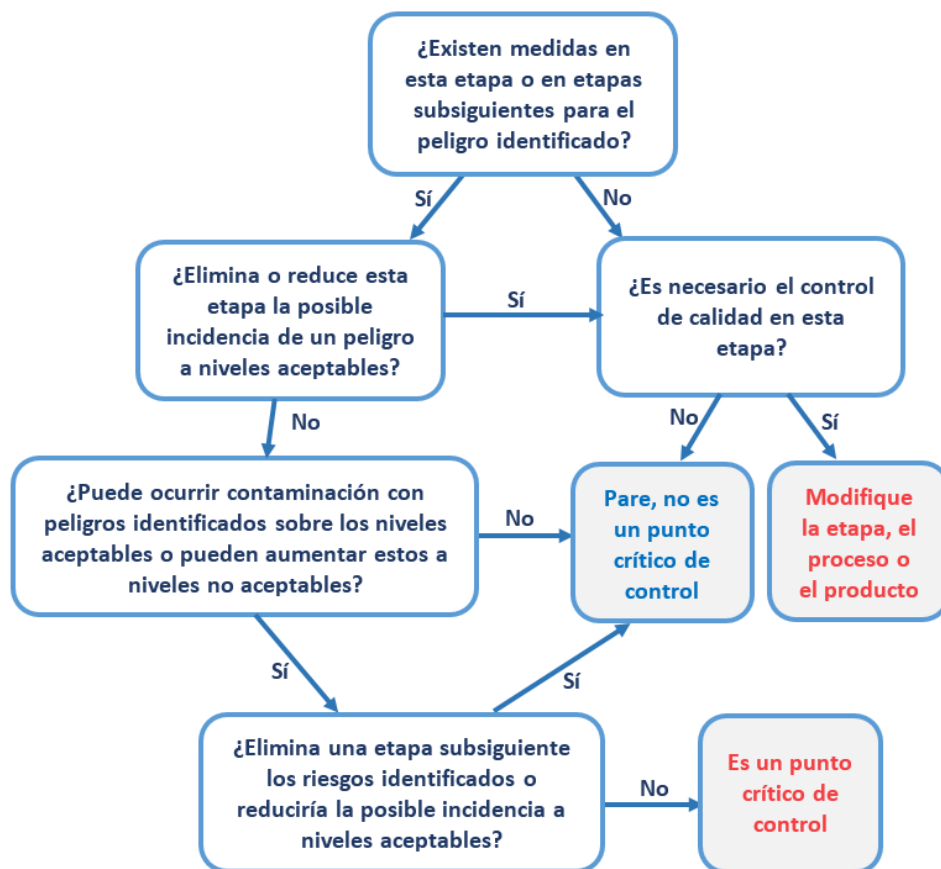 ¿Existen medidas en
esta etapa o en etapas
subsiguientes para el
peligro identificado?
Sí
No
¿Elimina o reduce esta
etapa la posible
incidencia de un peligro
a niveles aceptables?
Sí
¿Es necesario el control
de calidad en esta
etapa?
No
No
Sí
¿Puede ocurrir contaminación con
peligros identificados sobre los niveles
aceptables o pueden aumentar estos a
niveles no aceptables?
No
Pare, no es
un punto
crítico de
control
Modifique
la etapa, el
proceso o
el producto
Sí
Sí
¿Elimina una etapa subsiguiente
los riesgos identificados o
reduciría la posible incidencia a
niveles aceptables?
No
Es un punto
crítico de
control